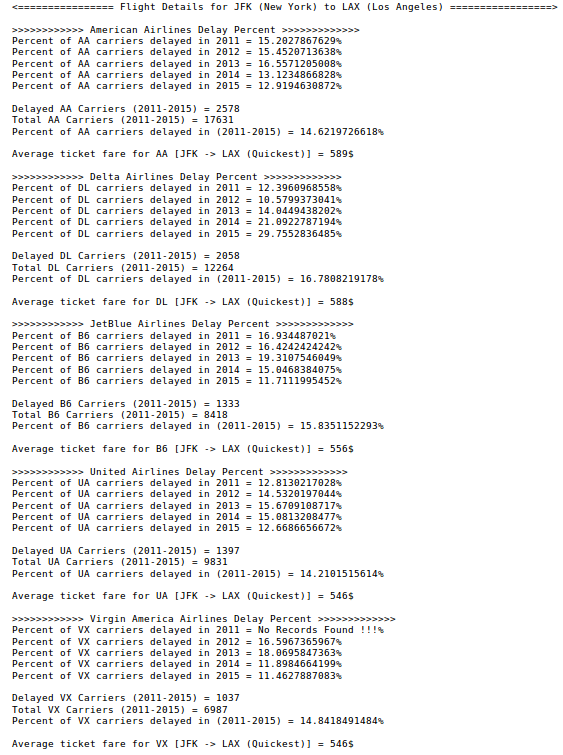 <================ Flight Details for JFK (New York) to LAX (Los Angeles) =================>
>>>>>>>>>>>> American Airlines Delay Percent >>>>>>>>>>>>>
Percent of AA carriers delayed in 2011 = 15.2027867629%
Percent of AA carriers delayed in 2012 = 15.4520713638%
Percent of AA carriers delayed in 2013 = 16.5571205008%
Percent of AA carriers delayed in 2014 = 13.1234866828%
Percent of AA carriers delayed in 2015 = 12.9194630872%
Delayed AA Carriers (2011-2015) = 2578
Total AA Carriers (2011-2015) = 17631
Percent of AA carriers delayed in (2011-2015) = 14.6219726618%
Average ticket fare for AA [JFK -> LAX (Quickest)] = 589$
>>>>>>>>>>>> Delta Airlines Delay Percent >>>>>>>>>>>>>
Percent of DL carriers delayed in 2011 = 12.3960968558%
Percent of DL carriers delayed in 2012 = 10.5799373041%
Percent of DL carriers delayed in 2013 = 14.0449438202%
Percent of DL carriers delayed in 2014 = 21.0922787194%
Percent of DL carriers delayed in 2015 = 29.7552836485%
Delayed DL Carriers (2011-2015) = 2058
Total DL Carriers (2011-2015) = 12264
Percent of DL carriers delayed in (2011-2015) = 16.7808219178%
Average ticket fare for DL [JFK -> LAX (Quickest)] = 588$
>>>>>>>>>>>> JetBlue Airlines Delay Percent >>>>>>>>>>>>>
Percent of B6 carriers delayed in 2011 = 16.934487021%
Percent of B6 carriers delayed in 2012 = 16.4242424242%
Percent of B6 carriers delayed in 2013 = 19.3107546049%
Percent of B6 carriers delayed in 2014 = 15.0468384075%
Percent of B6 carriers delayed in 2015 = 11.7111995452%
Delayed B6 Carriers (2011-2015) = 1333
Total B6 Carriers (2011-2015) = 8418
Percent of B6 carriers delayed in (2011-2015) = 15.8351152293%
Average ticket fare for B6 [JFK -> LAX (Quickest)] = 556$
>>>>>>>>>>>> United Airlines Delay Percent >>>>>>>>>>>>>
Percent of UA carriers delayed in 2011 = 12.8130217028%
Percent of UA carriers delayed in 2012 = 14.5320197044%
Percent of UA carriers delayed in 2013 = 15.6709108717%
Percent of UA carriers delayed in 2014 = 15.0813208477%
Percent of UA carriers delayed in 2015 = 12.6686656672%
Delayed UA Carriers (2011-2015) = 1397
Total UA Carriers (2011-2015) = 9831
Percent of UA carriers delayed in (2011-2015) = 14.2101515614%
Average ticket fare for UA [JFK -> LAX (Quickest)] = 546$
>>>>>>>>>>>> Virgin America Airlines Delay Percent >>>>>>>>>>>>>
Percent of VX carriers delayed in 2011 = No Records Found !!!%
Percent of VX carriers delayed in 2012 = 16.5967365967%
Percent of VX carriers delayed in 2013 = 18.0695847363%
Percent of VX carriers delayed in 2014 = 11.8984664199%
Percent of VX carriers delayed in 2015 = 11.4627887083%
Delayed VX Carriers (2011-2015) = 1037
Total VX Carriers (2011-2015) = 6987
Percent of VX carriers delayed in (2011-2015) = 14.8418491484%
Average ticket fare for VX [JFK -> LAX (Quickest)] = 546$